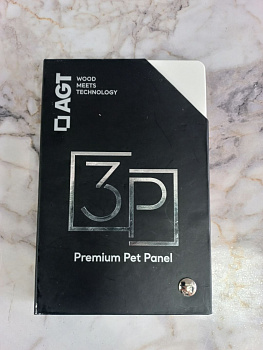 AGT
WOOD
MEETS
TECHNOLOGY
3P
Premium Pet Panel